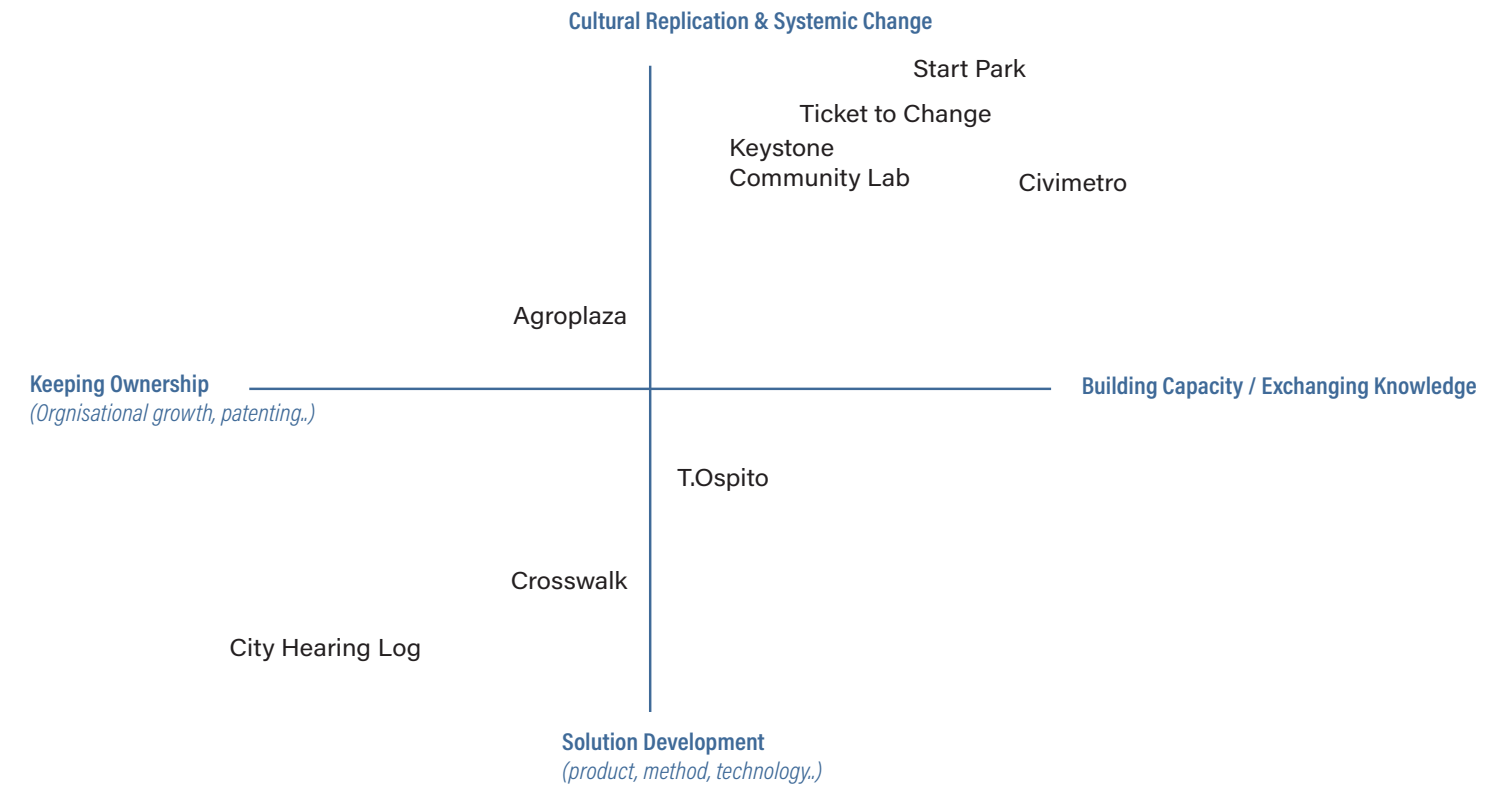 Cultural Replication & Systemic Change
Start Park
Ticket to Change
Keystone
Community Lab
Civimetro
Agroplaza
Keeping Ownership
(Orgnisational growth, patenting..)
Building Capacity / Exchanging Knowledge
T.Ospito
Crosswalk
City Hearing Log
Solution Development
(product, method, technology..)